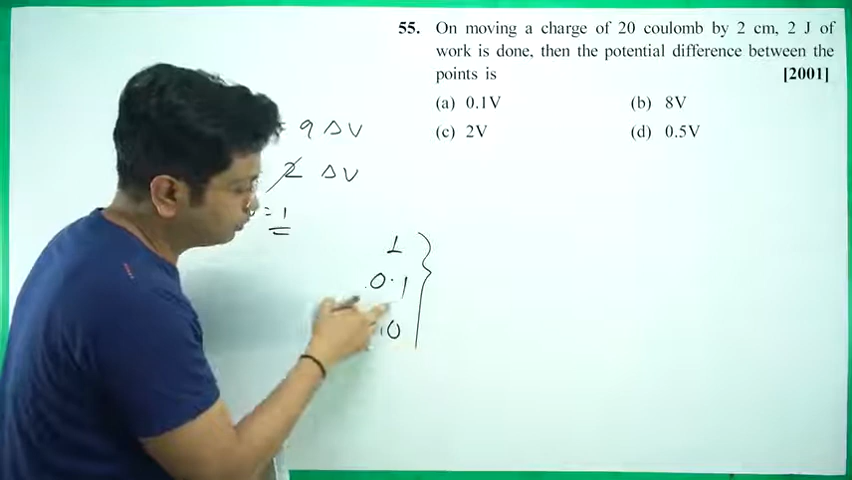 55. On moving a charge of 20 coulomb by 2 cm, 2 J of
work is done, then the potential difference between the
points is [2001]
(a) 0.1V (b) 8V
(c) 2V (d) 0.5V
= q ΔV
2 ΔV
= 1
1
0.1
10